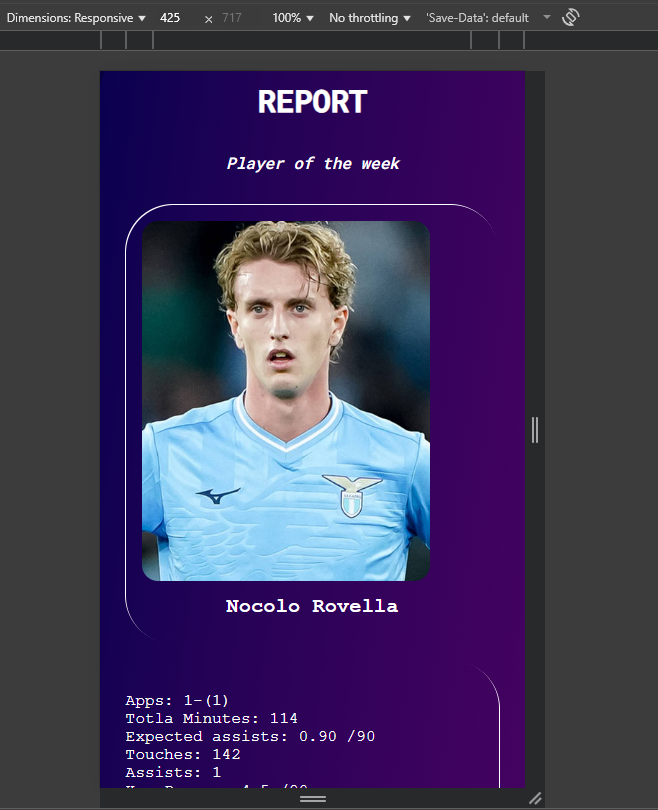 Dimensions: Responsive 425 × 717 100% No throttling 'Save-Data': default
REPORT
Player of the week
Nocolo Rovella
Apps: 1-(1)
Totla Minutes: 114
Expected assists: 0.90 /90
Touches: 142
Assists: 1